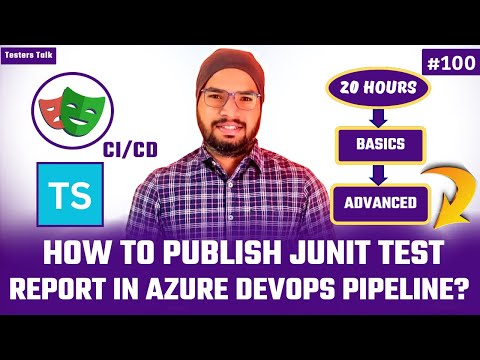 Testers Talk
#100
20 HOURS
CI/CD
BASICS
TS
ADVANCED
HOW TO PUBLISH JUNIT TEST
REPORT IN AZURE DEVOPS PIPELINE?